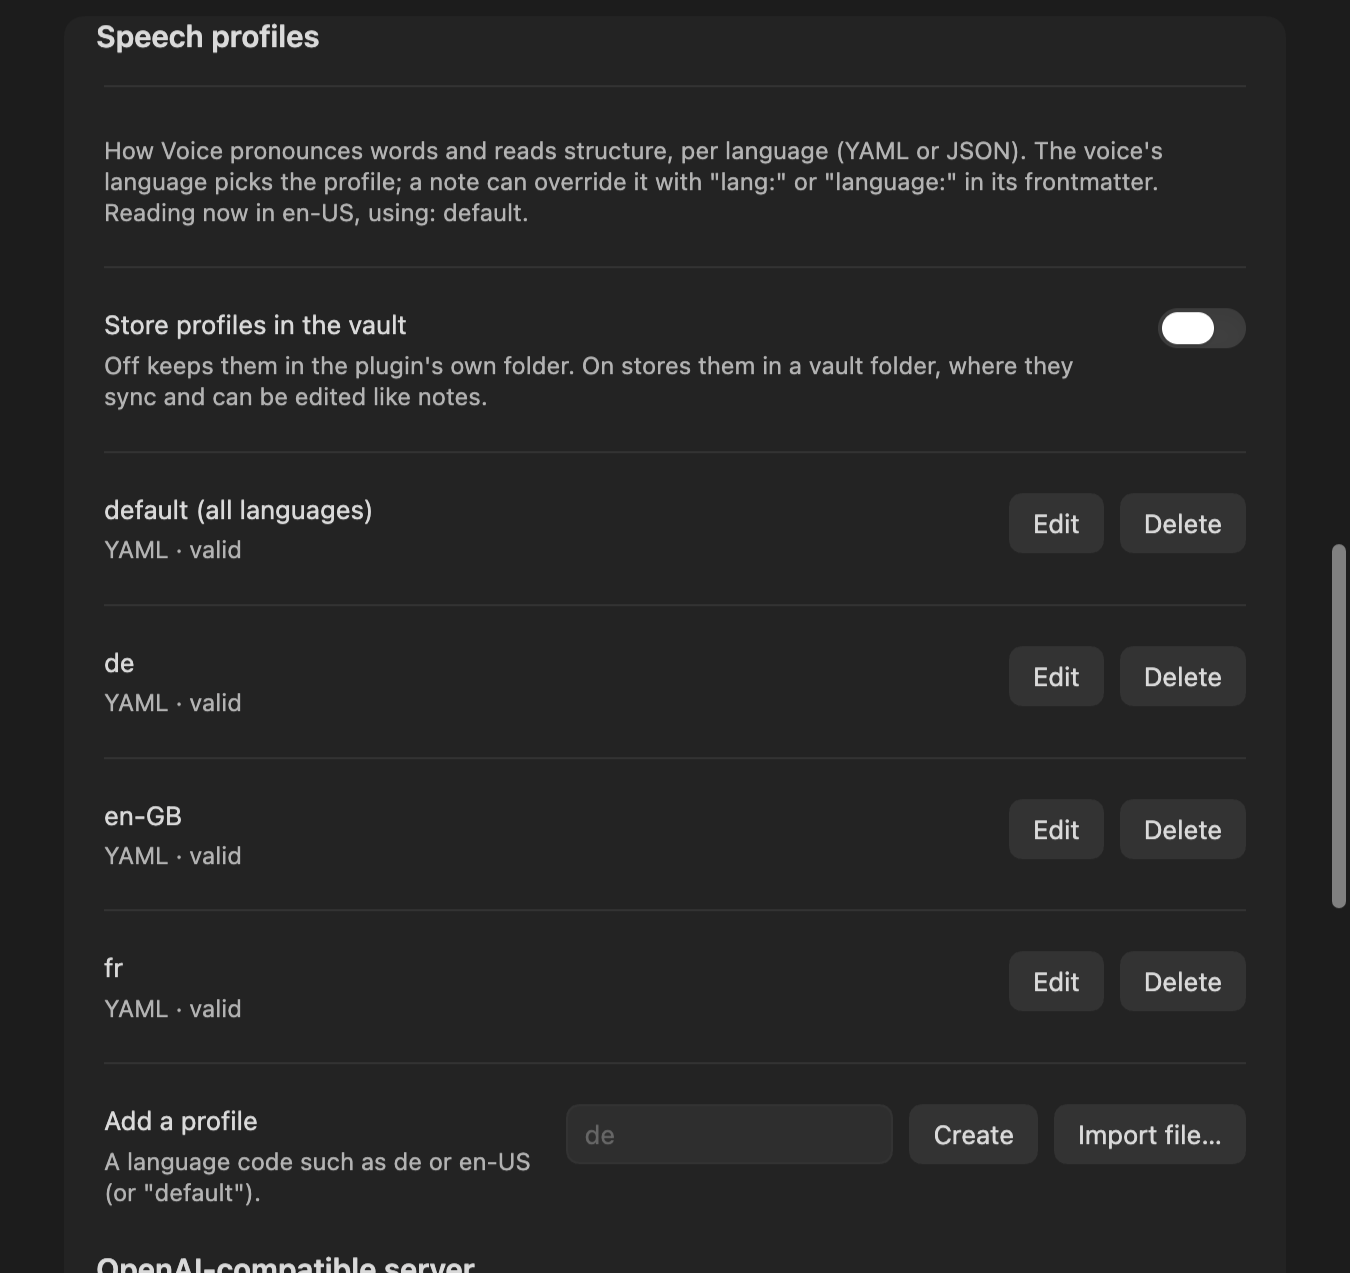 Speech profiles
How Voice pronounces words and reads structure, per language (YAML or JSON). The voice's
language picks the profile; a note can override it with "lang:" or "language:" in its frontmatter.
Reading now in en-US, using: default.
Store profiles in the vault
Off keeps them in the plugin's own folder. On stores them in a vault folder, where they
sync and can be edited like notes.
default (all languages)
YAML · valid
Edit
Delete
de
YAML · valid
Edit
Delete
en-GB
YAML · valid
Edit
Delete
fr
YAML · valid
Edit
Delete
Add a profile
A language code such as de or en-US
(or "default").
de
Create
Import file...
OpenAI-compatible server